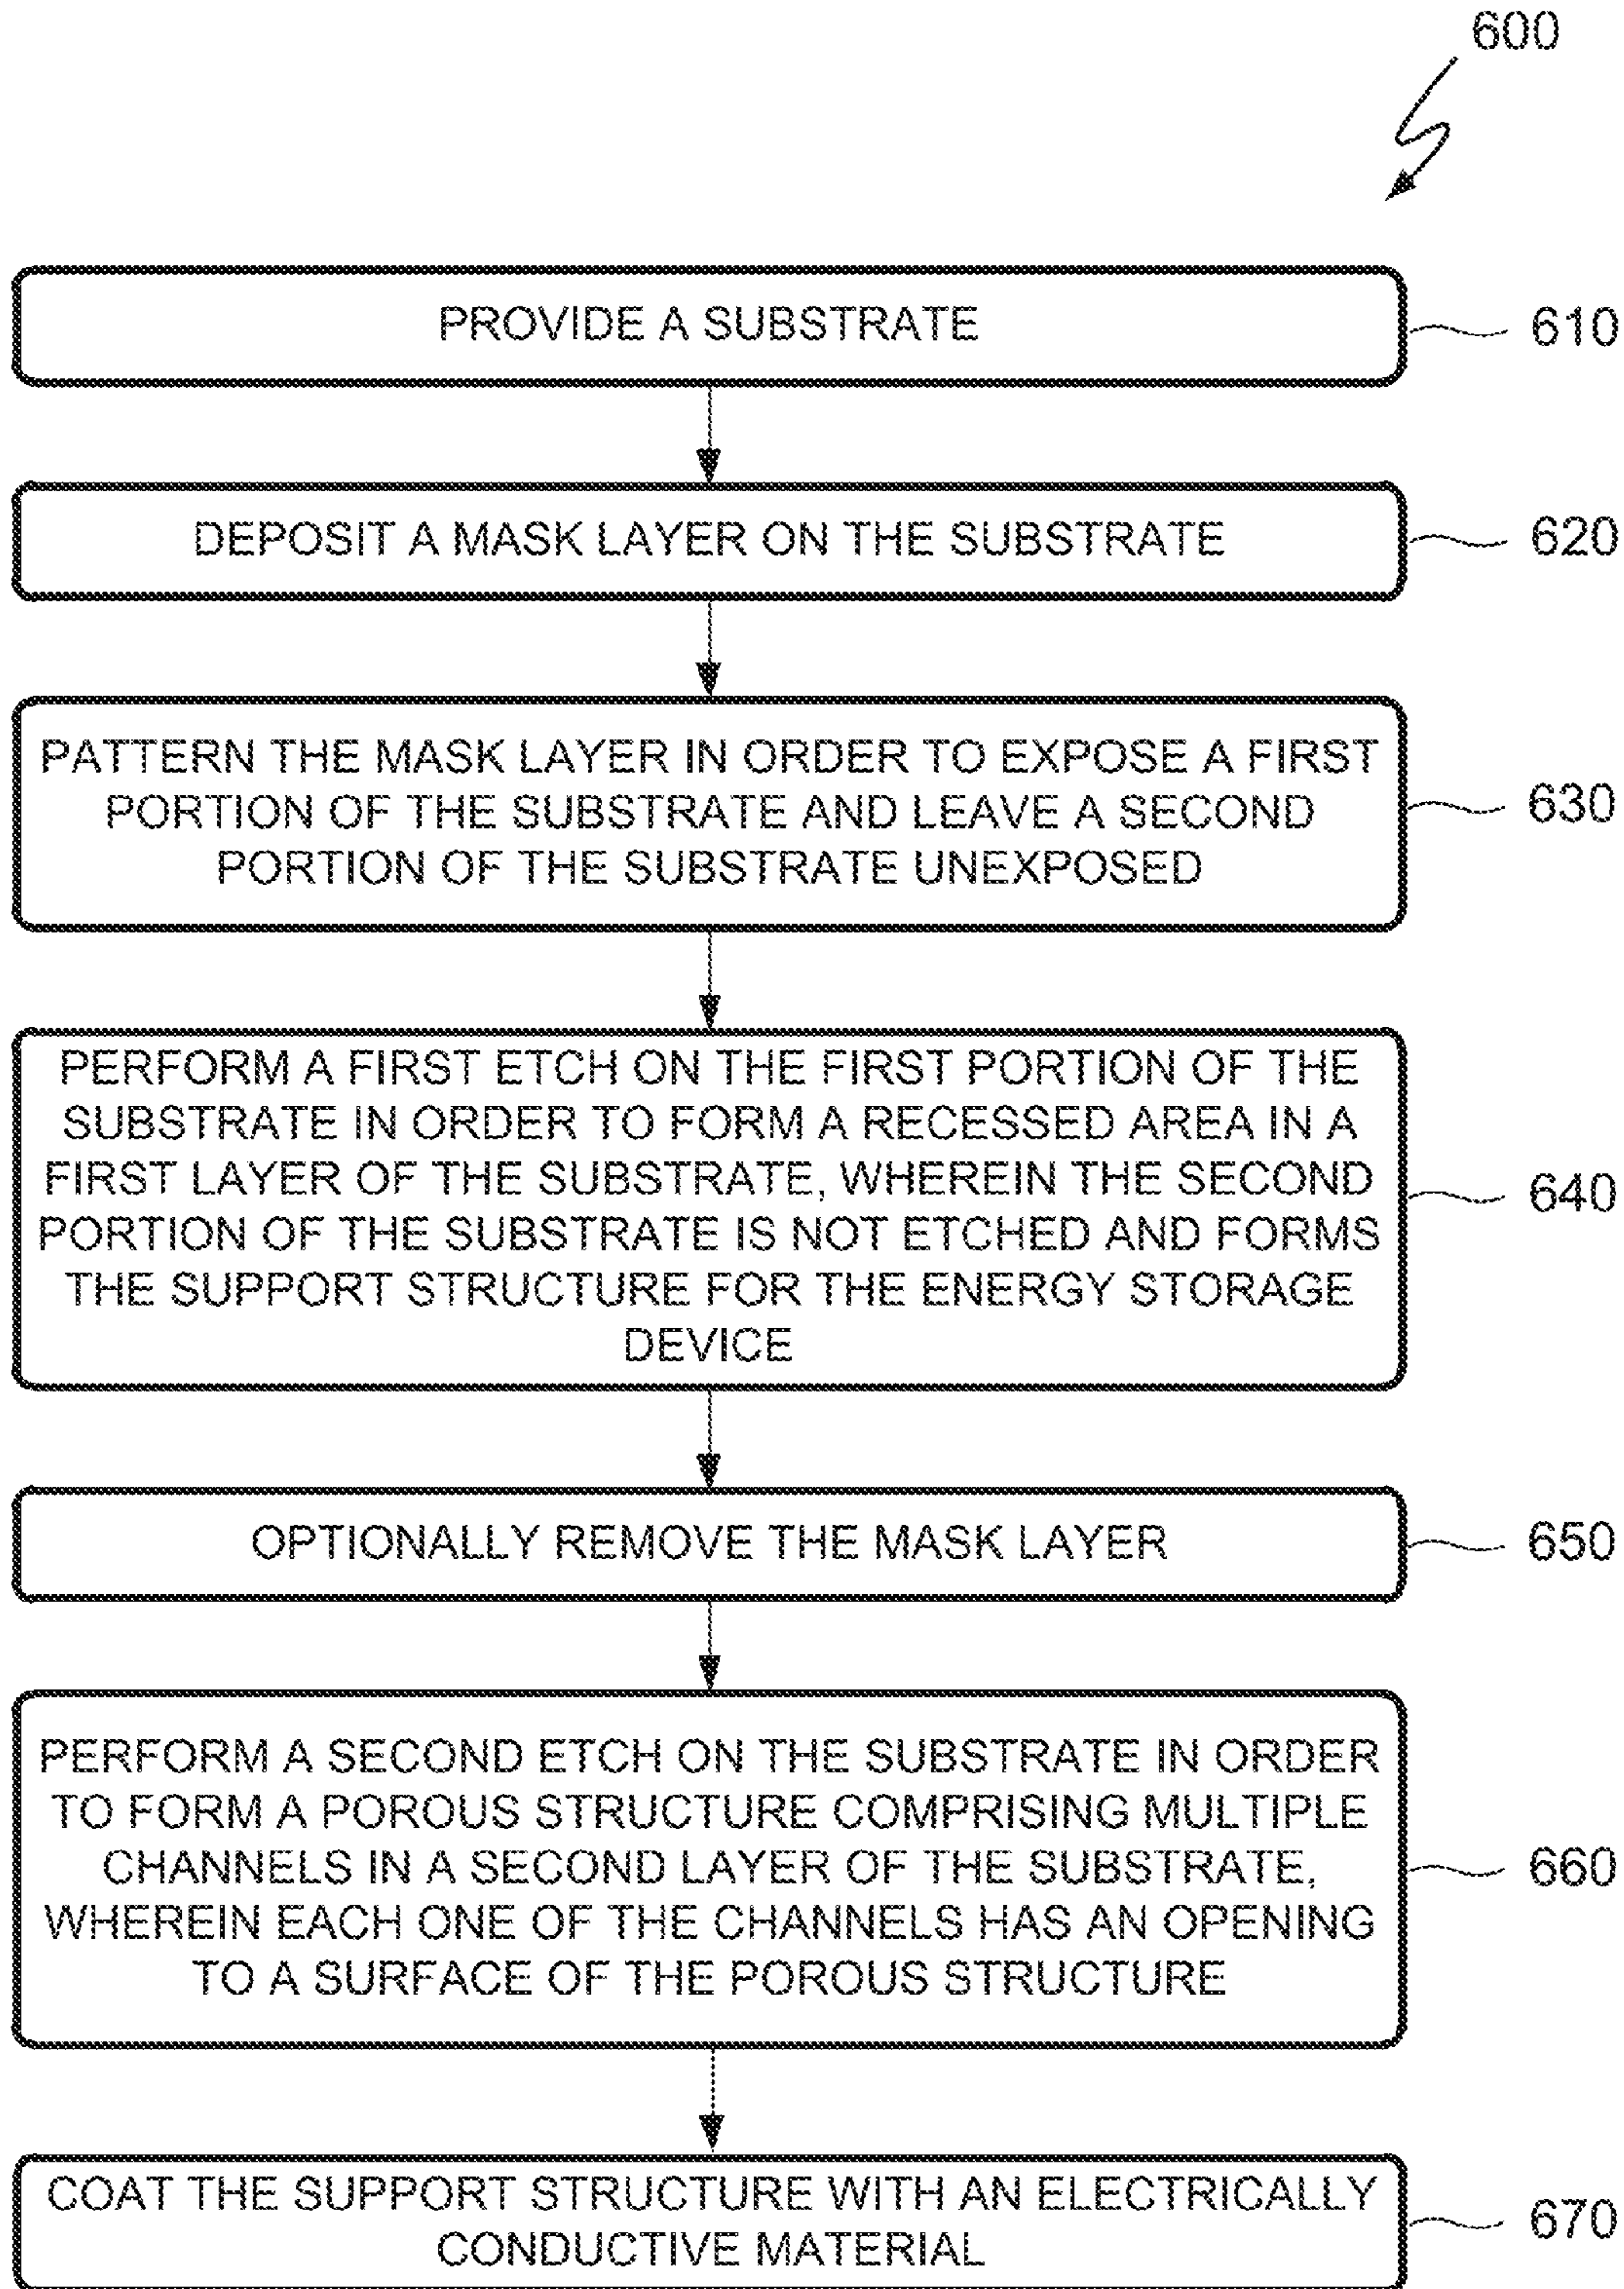 600
PROVIDE A SUBSTRATE
610
DEPOSIT A MASK LAYER ON THE SUBSTRATE
620
PATTERN THE MASK LAYER IN ORDER TO EXPOSE A FIRST
PORTION OF THE SUBSTRATE AND LEAVE A SECOND
PORTION OF THE SUBSTRATE UNEXPOSED
630
PERFORM A FIRST ETCH ON THE FIRST PORTION OF THE
SUBSTRATE IN ORDER TO FORM A RECESSED AREA IN A
FIRST LAYER OF THE SUBSTRATE, WHEREIN THE SECOND
PORTION OF THE SUBSTRATE IS NOT ETCHED AND FORMS
THE SUPPORT STRUCTURE FOR THE ENERGY STORAGE
DEVICE
640
OPTIONALLY REMOVE THE MASK LAYER
650
PERFORM A SECOND ETCH ON THE SUBSTRATE IN ORDER
TO FORM A POROUS STRUCTURE COMPRISING MULTIPLE
CHANNELS IN A SECOND LAYER OF THE SUBSTRATE,
WHEREIN EACH ONE OF THE CHANNELS HAS AN OPENING
TO A SURFACE OF THE POROUS STRUCTURE
660
COAT THE SUPPORT STRUCTURE WITH AN ELECTRICALLY
CONDUCTIVE MATERIAL
670